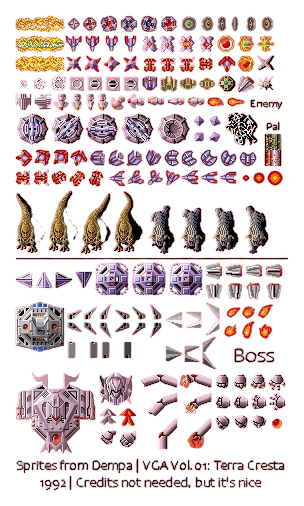 Enemy
Pal
Boss
Sprites from Dempa | VGA Vol.01: Terra Cresta
1992 | Credits not needed, but it's nice